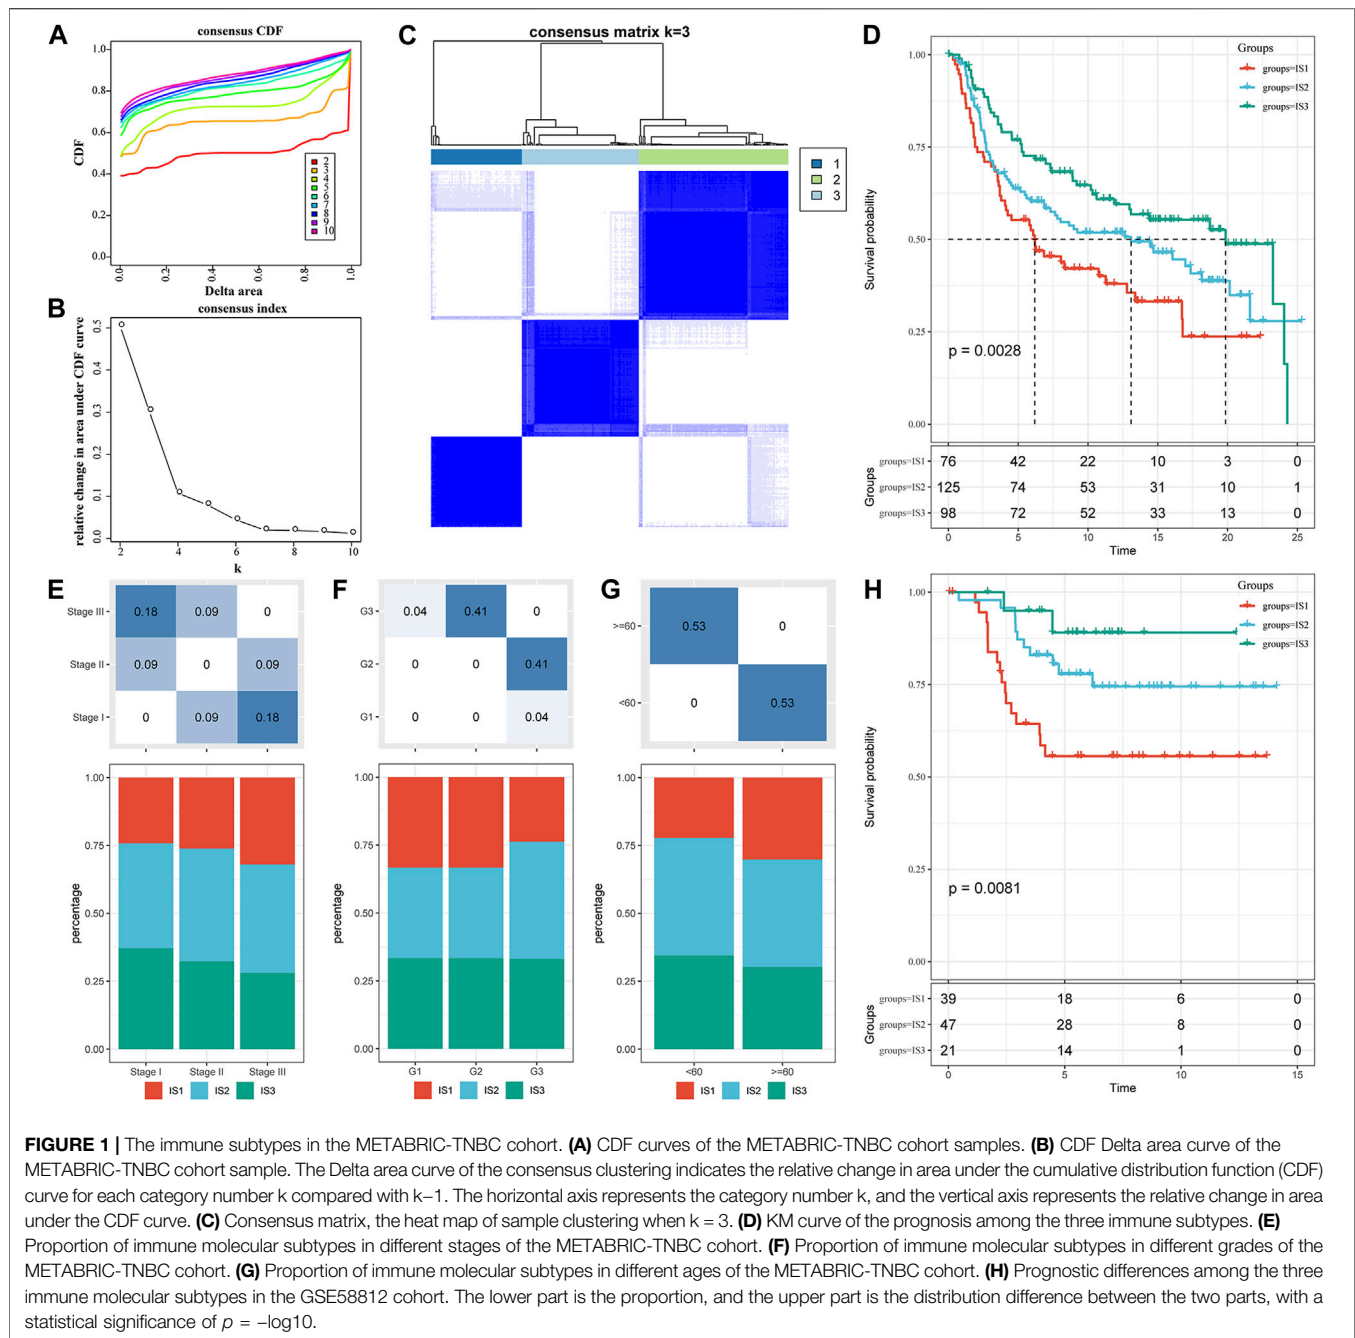 A
consensus CDF
CDF
1.0
0.8
0.6
0.4
0.2
0.0
2
3
4
5
6
7
8
9
10
0.0 0.2 0.4 0.6 0.8 1.0
Delta area
B
consensus index
relative change in area under CDF curve
0.5
0.4
0.3
0.2
0.1
0.0
2 4 6 8 10
k
C
consensus matrix k=3
1
2
3
D
Groups
groups=IS1
groups=IS2
groups=IS3
Survival probability
1.00
0.75
0.50
0.25
0.00
p = 0.0028
Groups
groups=IS1 76 42 22 10 3 0
groups=IS2 125 74 53 31 10 1
groups=IS3 98 72 52 33 13 0
0 5 10 15 20 25
Time
E
Stage III 0.18 0.09 0
Stage II 0.09 0 0.09
Stage I 0 0.09 0.18
percentage
1.00
0.75
0.50
0.25
0.00
Stage I Stage II Stage III
IS1 IS2 IS3
F
G3 0.04 0.41 0
G2 0 0 0.41
G1 0 0 0.04
percentage
1.00
0.75
0.50
0.25
0.00
G1 G2 G3
IS1 IS2 IS3
G
>=60 0.53 0
<60 0 0.53
percentage
1.00
0.75
0.50
0.25
0.00
<60 >=60
IS1 IS2 IS3
H
Groups
groups=IS1
groups=IS2
groups=IS3
Survival probability
1.00
0.75
0.50
0.25
0.00
p = 0.0081
Groups
groups=IS1 39 18 6 0
groups=IS2 47 28 8 0
groups=IS3 21 14 1 0
0 5 10 15
Time
FIGURE 1 | The immune subtypes in the METABRIC-TNBC cohort. (A) CDF curves of the METABRIC-TNBC cohort samples. (B) CDF Delta area curve of the
METABRIC-TNBC cohort sample. The Delta area curve of the consensus clustering indicates the relative change in area under the cumulative distribution function (CDF)
curve for each category number k compared with k−1. The horizontal axis represents the category number k, and the vertical axis represents the relative change in area
under the CDF curve. (C) Consensus matrix, the heat map of sample clustering when k = 3. (D) KM curve of the prognosis among the three immune subtypes. (E)
Proportion of immune molecular subtypes in different stages of the METABRIC-TNBC cohort. (F) Proportion of immune molecular subtypes in different grades of the
METABRIC-TNBC cohort. (G) Proportion of immune molecular subtypes in different ages of the METABRIC-TNBC cohort. (H) Prognostic differences among the three
immune molecular subtypes in the GSE58812 cohort. The lower part is the proportion, and the upper part is the distribution difference between the two parts, with a
statistical significance of p = −log10.